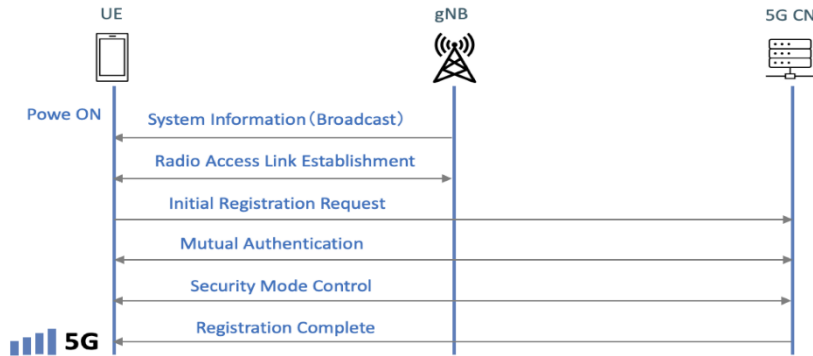 UE
gNB
5G CN
Powe ON
System Information（Broadcast）
Radio Access Link Establishment
Initial Registration Request
Mutual Authentication
Security Mode Control
Registration Complete
5G